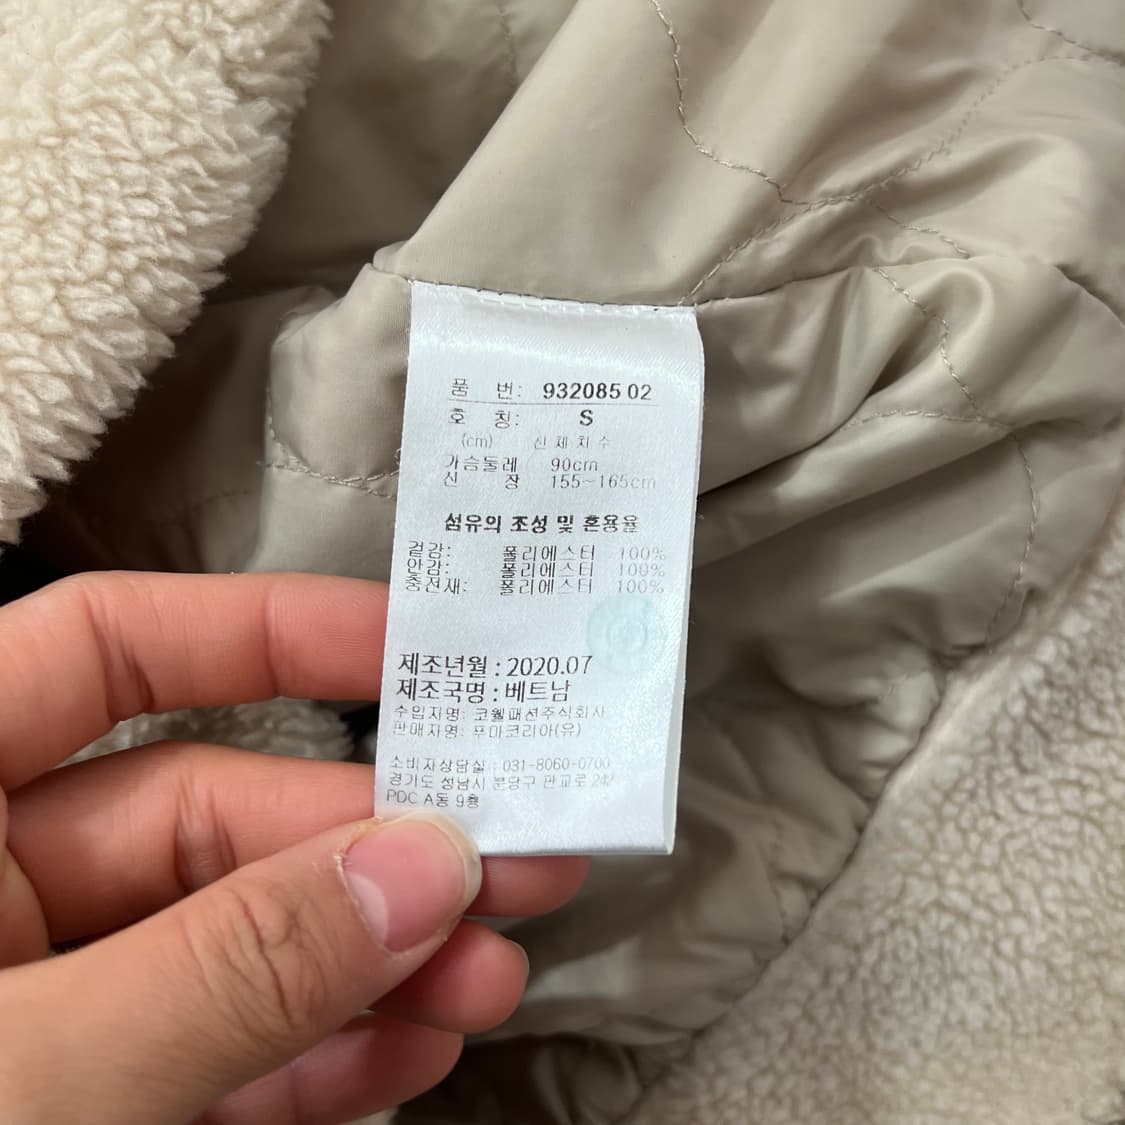 품 번: 932085 02
호 칭: S
(cm) 신체치수
가슴둘레 90cm
신 장 155~165cm
섬유의 조성 및 혼용율
겉감: 폴리에스터 100%
안감: 폴리에스터 100%
충전재: 폴리에스터 100%
제조년월 : 2020.07
제조국명 : 베트남
수입자명: 코웰패션주식회사
판매자명: 푸마코리아(유)
소비자상담실 : 031-8060-0700
경기도 성남시 분당구 판교로 242
PDC A동 9층